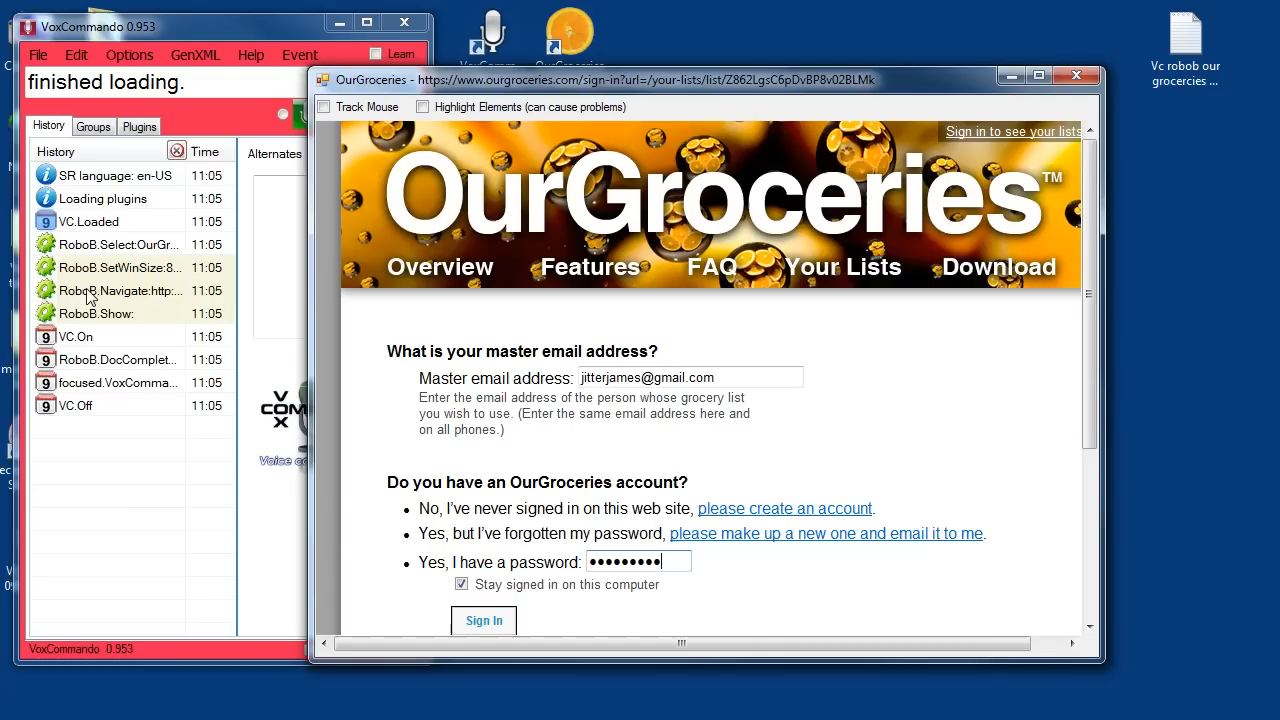 VoxCommando 0.953
File Edit Options GenXML Help Event Learn
finished loading.
History Groups Plugins
History Time
SR language: en-US 11:05
Loading plugins 11:05
VC.Loaded 11:05
RoboB.Select:OurGr... 11:05
RoboB.SetWinSize:8... 11:05
RoboB.Navigate:http:... 11:05
RoboB.Show: 11:05
VC.On 11:05
RoboB.DocComplet... 11:05
focused.VoxComma... 11:05
VC.Off 11:05
Alternates
VoxCommando 0.953
OurGroceries - https://www.ourgroceries.com/sign-in?url=/your-lists/list/Z862LgsC6pDvBP8v02BLMk
Track Mouse Highlight Elements (can cause problems)
Sign in to see your lists
OurGroceries™
Overview Features FAQ Your Lists Download
What is your master email address?
Master email address: jitterjames@gmail.com
Enter the email address of the person whose grocery list
you wish to use. (Enter the same email address here and
on all phones.)
Do you have an OurGroceries account?
• No, I've never signed in on this web site, please create an account.
• Yes, but I've forgotten my password, please make up a new one and email it to me.
• Yes, I have a password: •••••••••
Stay signed in on this computer
Sign In
Vc robob our
grocercies ...